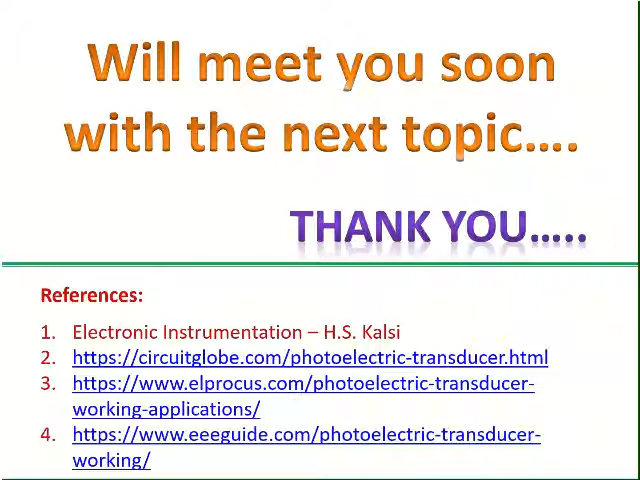 Will meet you soon
with the next topic....
THANK YOU.....
References:
1. Electronic Instrumentation – H.S. Kalsi
2. https://circuitglobe.com/photoelectric-transducer.html
3. https://www.elprocus.com/photoelectric-transducer-
working-applications/
4. https://www.eeeguide.com/photoelectric-transducer-
working/